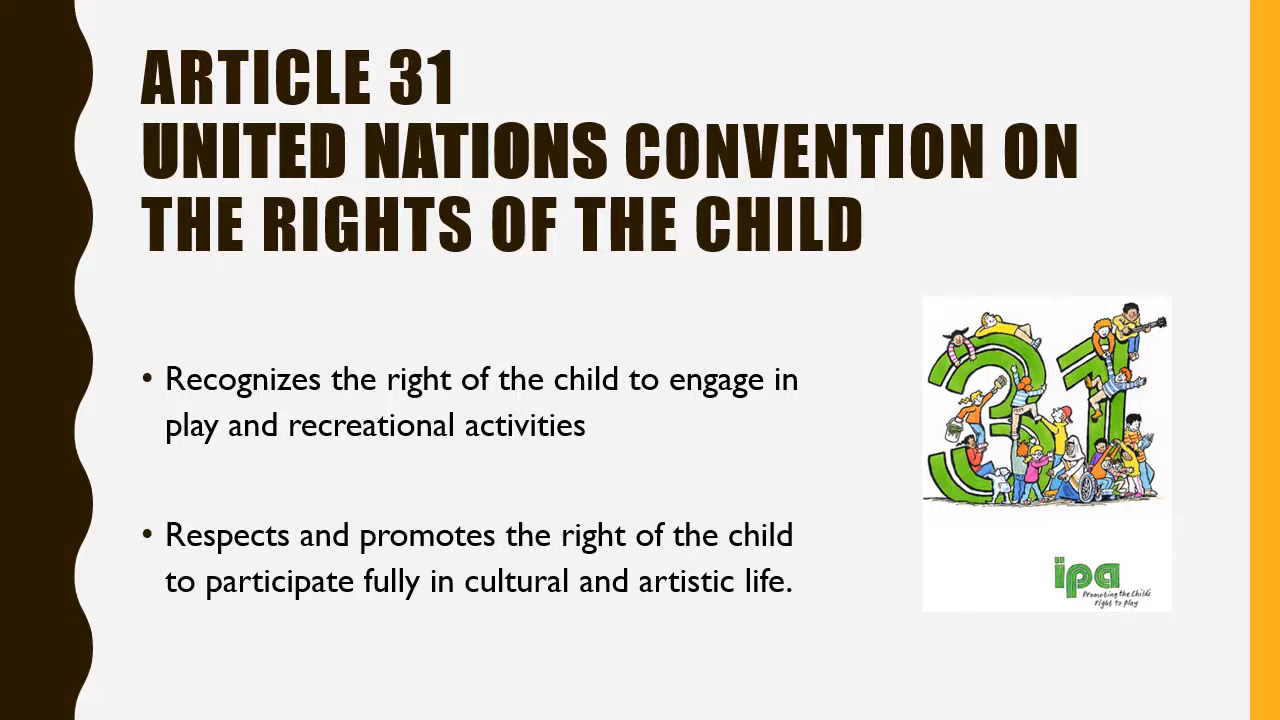 ARTICLE 31
UNITED NATIONS CONVENTION ON
THE RIGHTS OF THE CHILD
• Recognizes the right of the child to engage in
play and recreational activities
• Respects and promotes the right of the child
to participate fully in cultural and artistic life.
31
ipa
Promoting the Child's
right to play